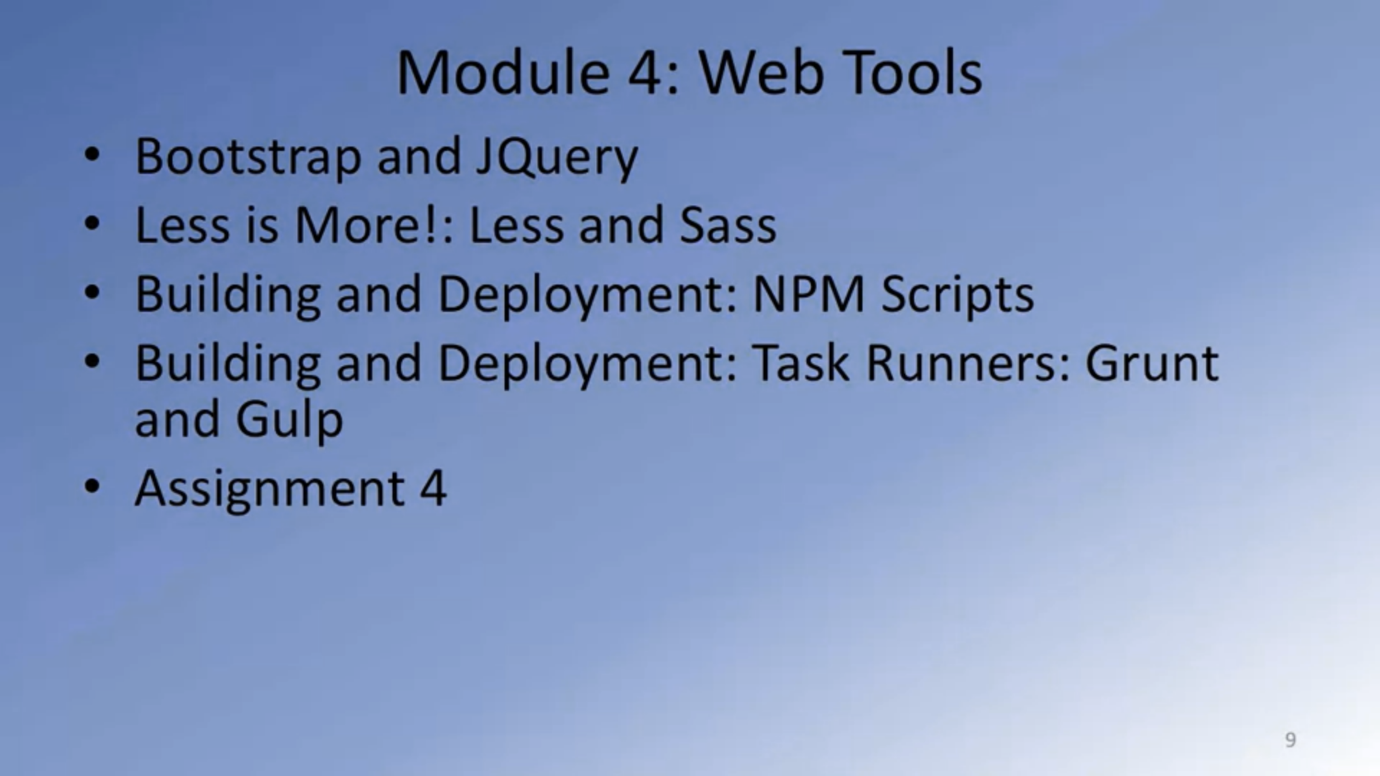 Module 4: Web Tools
• Bootstrap and JQuery
• Less is More!: Less and Sass
• Building and Deployment: NPM Scripts
• Building and Deployment: Task Runners: Grunt
and Gulp
• Assignment 4
9